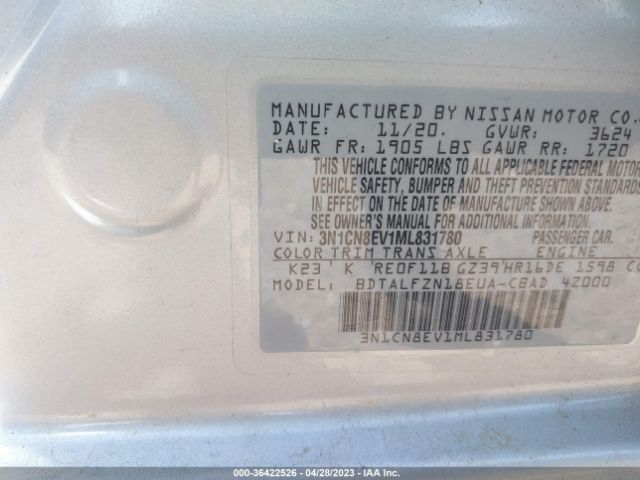 MANUFACTURED BY NISSAN MOTOR CO.,
DATE: 11/20. GVWR: 3624
GAWR FR: 1905 LBS GAWR RR: 1720
THIS VEHICLE CONFORMS TO ALL APPLICABLE FEDERAL MOTOR
VEHICLE SAFETY, BUMPER AND THEFT PREVENTION STANDARD
IN EFFECT ON THE DATE OF MANUFACTURE SHOWN ABOVE.
SEE OWNER'S MANUAL FOR ADDITIONAL INFORMATION.
VIN: 3N1CN8EV1ML831780 PASSENGER CAR.
COLOR TRIM TRANS AXLE ENGINE
K23 K RE0F11B GZ39 HR16DE 1598 CC
BDTALFZN18EUA-C8AD 4Z000
3N1CN8EV1ML831780
000-36422526 - 04/28/2023 - IAA Inc.